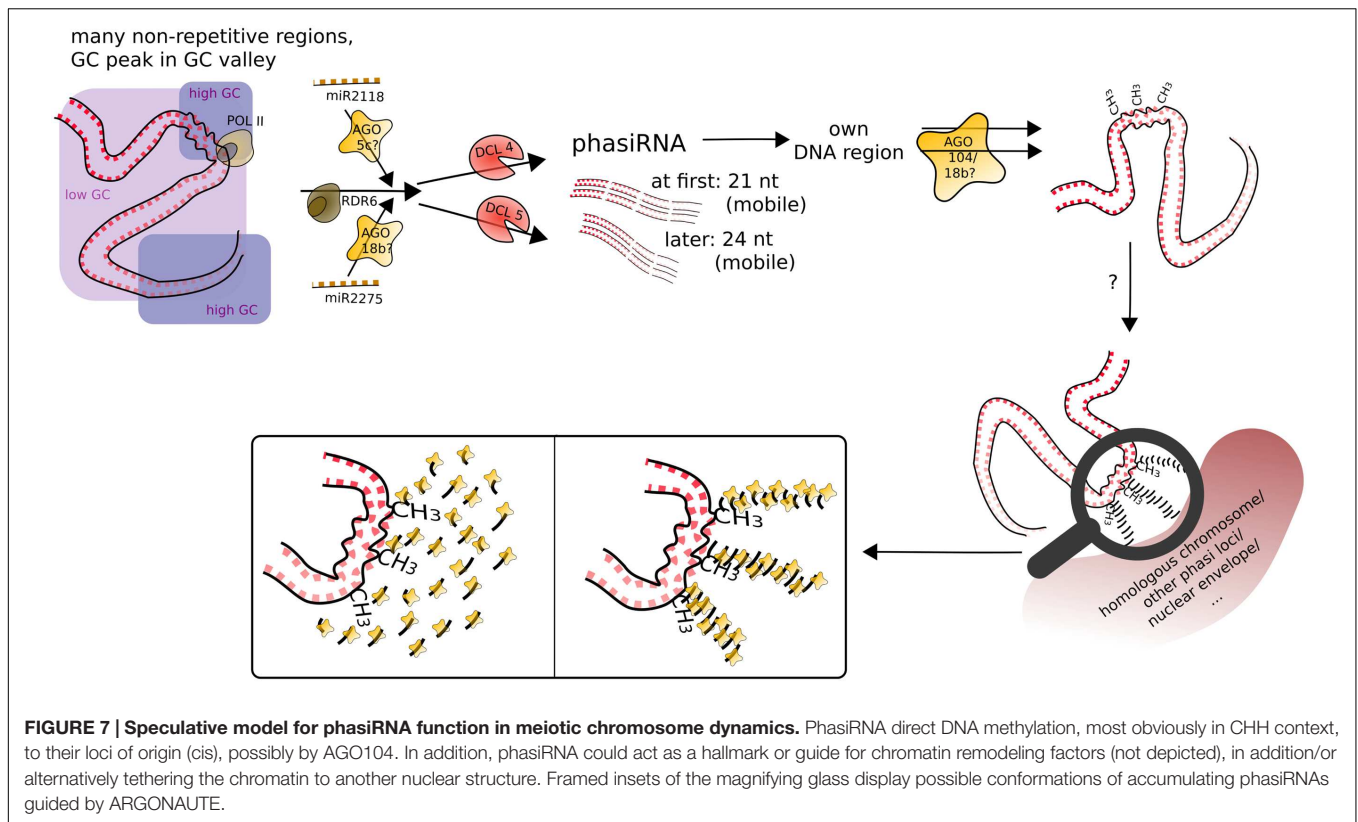 many non-repetitive regions,
GC peak in GC valley
high GC
POL II
low GC
high GC
miR2118
AGO
5c?
RDR6
AGO
18b?
miR2275
DCL 4
DCL 5
phasiRNA
at first: 21 nt
(mobile)
later: 24 nt
(mobile)
own
DNA region
AGO
104/
18b?
CH3
CH3
CH3
?
CH3
CH3
CH3
homologous chromosome/
other phasi loci/
nuclear envelope/
...
CH3
CH3
CH3
CH3
CH3
CH3
FIGURE 7 | Speculative model for phasiRNA function in meiotic chromosome dynamics. PhasiRNA direct DNA methylation, most obviously in CHH context,
to their loci of origin (cis), possibly by AGO104. In addition, phasiRNA could act as a hallmark or guide for chromatin remodeling factors (not depicted), in addition/or
alternatively tethering the chromatin to another nuclear structure. Framed insets of the magnifying glass display possible conformations of accumulating phasiRNAs
guided by ARGONAUTE.